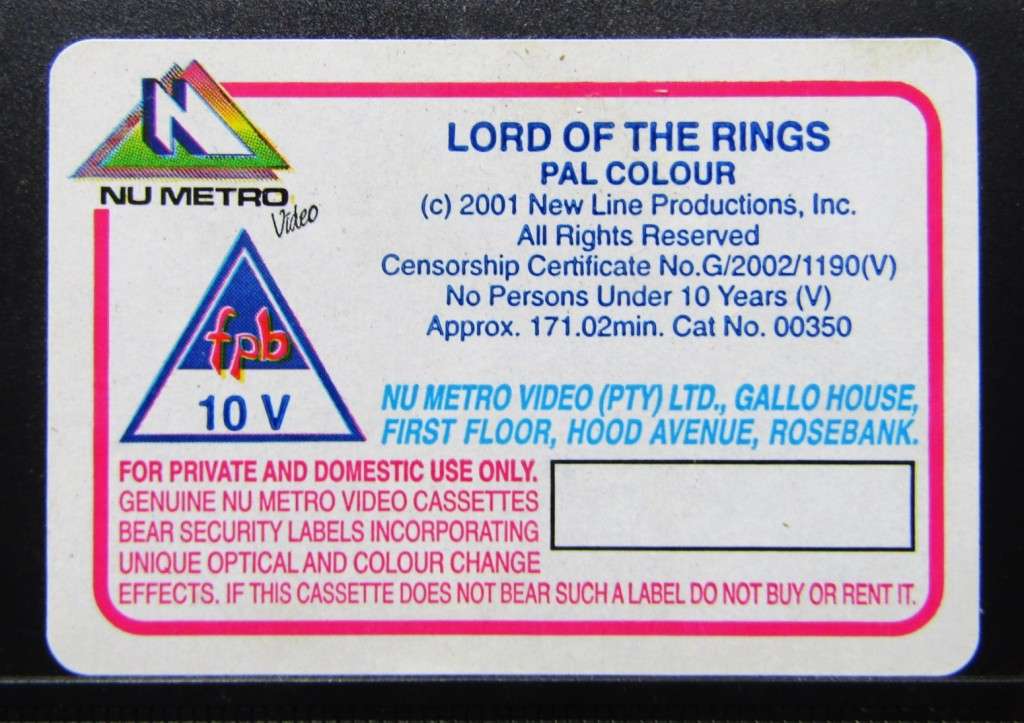 N
NU METRO
Video
LORD OF THE RINGS
PAL COLOUR
(c) 2001 New Line Productions, Inc.
All Rights Reserved
Censorship Certificate No.G/2002/1190(V)
No Persons Under 10 Years (V)
Approx. 171.02min. Cat No. 00350
fpb
10 V
NU METRO VIDEO (PTY) LTD., GALLO HOUSE,
FIRST FLOOR, HOOD AVENUE, ROSEBANK.
FOR PRIVATE AND DOMESTIC USE ONLY.
GENUINE NU METRO VIDEO CASSETTES
BEAR SECURITY LABELS INCORPORATING
UNIQUE OPTICAL AND COLOUR CHANGE
EFFECTS. IF THIS CASSETTE DOES NOT BEAR SUCH A LABEL DO NOT BUY OR RENT IT.